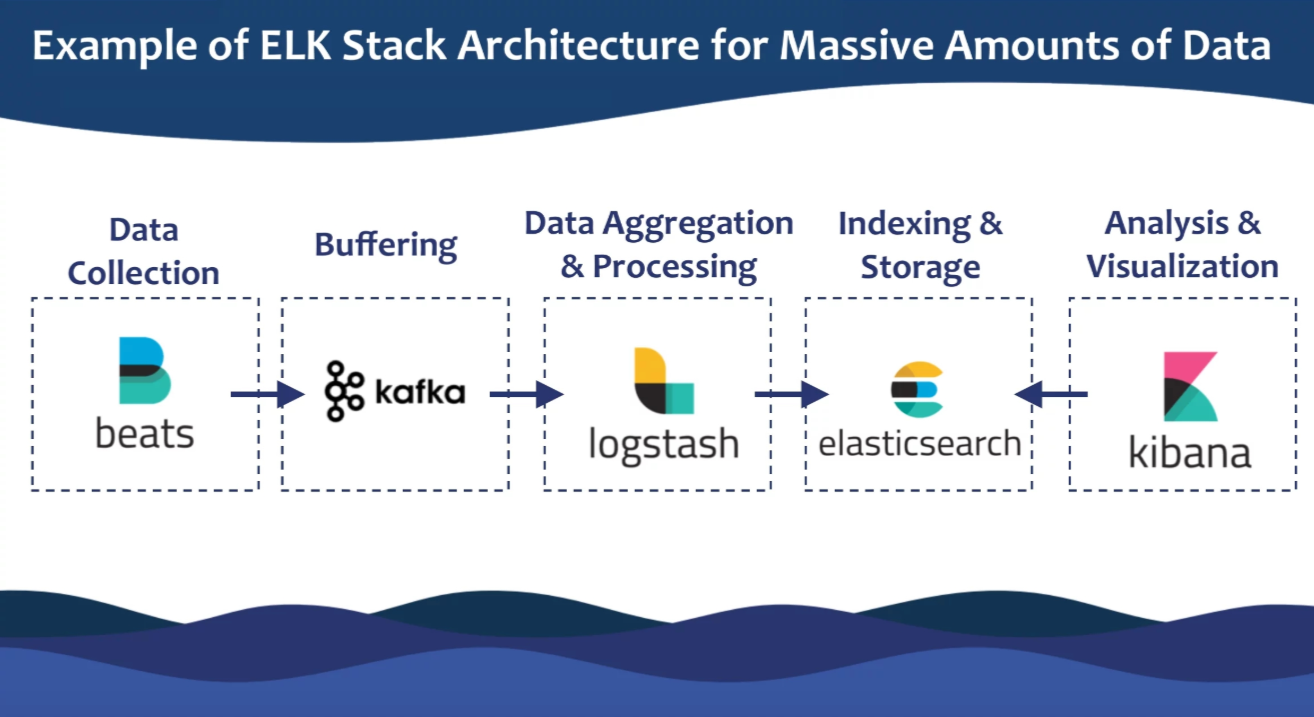 Example of ELK Stack Architecture for Massive Amounts of Data
Data
Collection
Buffering
Data Aggregation
& Processing
Indexing &
Storage
Analysis &
Visualization
beats
kafka
logstash
elasticsearch
kibana